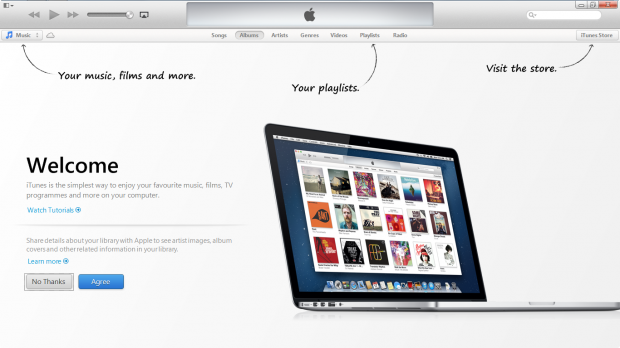 Music
Songs
Albums
Artists
Genres
Videos
Playlists
Radio
iTunes Store
Your music, films and more.
Your playlists.
Visit the store.
Welcome
iTunes is the simplest way to enjoy your favourite music, films, TV
programmes and more on your computer.
Watch Tutorials
Share details about your library with Apple to see artist images, album
covers and other related information in your library.
Learn more
No Thanks
Agree